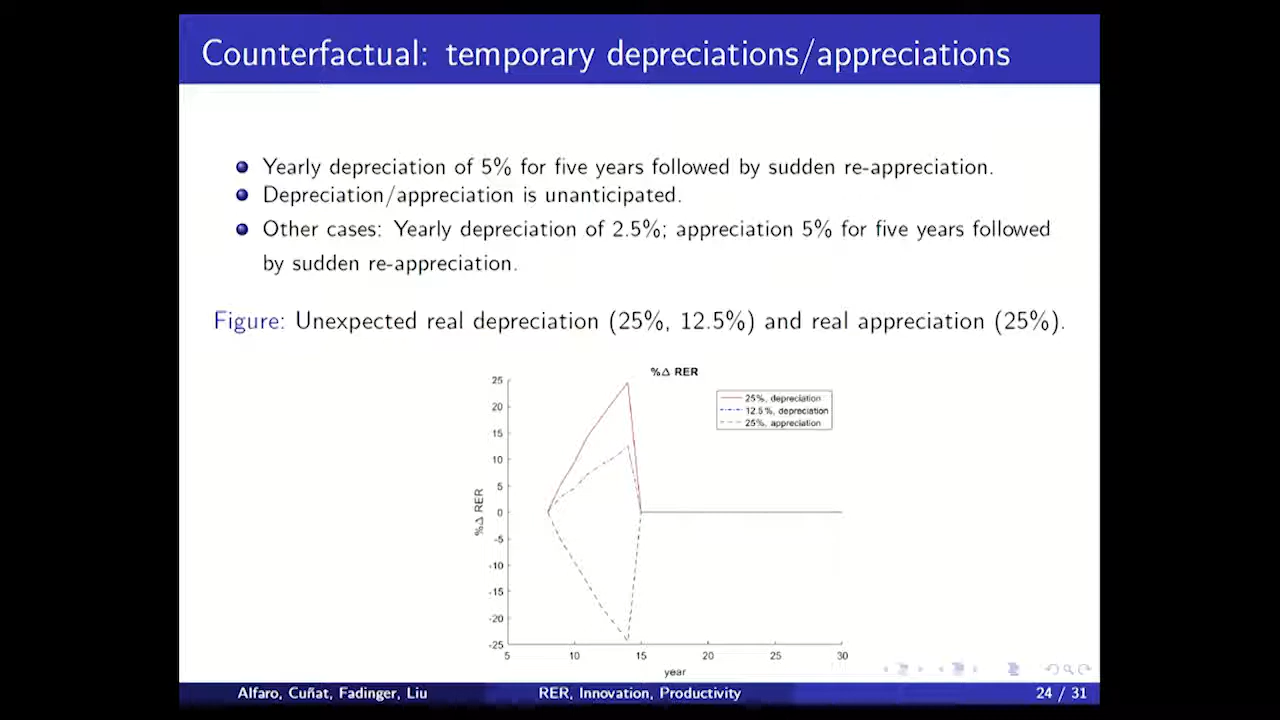 Counterfactual: temporary depreciations/appreciations
Yearly depreciation of 5% for five years followed by sudden re-appreciation.
Depreciation/appreciation is unanticipated.
Other cases: Yearly depreciation of 2.5%; appreciation 5% for five years followed
by sudden re-appreciation.
Figure: Unexpected real depreciation (25%, 12.5%) and real appreciation (25%).
%Δ RER
25%, depreciation
12.5%, depreciation
25%, appreciation
%Δ RER
25
20
15
10
5
0
-5
-10
-15
-20
-25
5 10 15 20 25 30
year
Alfaro, Cuñat, Fadinger, Liu RER, Innovation, Productivity 24 / 31